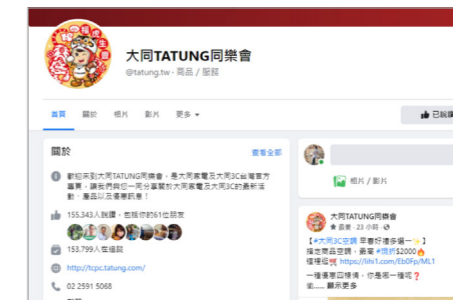 大同TATUNG同樂會
@tatung.tw · 商品 / 服務
首頁 關於 相片 影片 更多
已說讚
關於 查看全部
歡迎來到大同TATUNG同樂會，是大同家電及大同3C台灣官方
專頁，讓我們與您一同分享關於大同家電及大同3C的最新活
動、產品以及優惠訊息！
155,343人說讚，包括你的61位朋友
153,799人在追蹤
http://tcpc.tatung.com/
02 2591 5068
相片 / 影片
大同TATUNG同樂會
23 小時
【#大同3C空調 早春好禮多選一】
指定商品空調，最高 #現折$2000
https://lihi1.com/Eb0Fp/ML1
一種優惠四種情，你是哪一種呢？
顯示更多